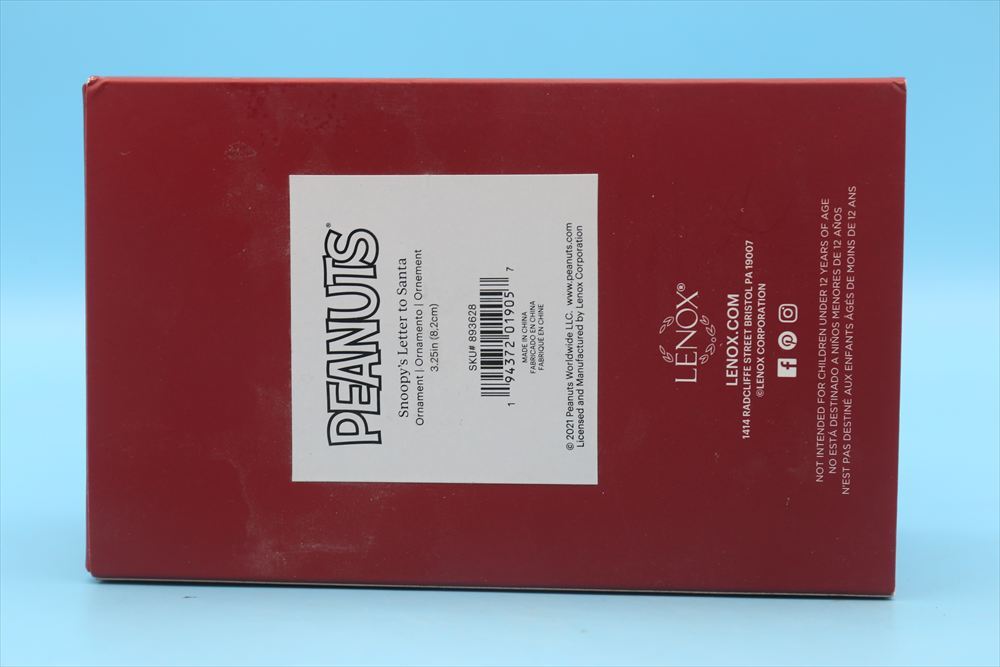 PEANUTS®
Snoopy's Letter to Santa
Ornament | Ornamento | Ornement
3.25in (8.2cm)
SKU# 893628
1 94372 01905 7
MADE IN CHINA
FABRICADO EN CHINA
FABRIQUÉ EN CHINE
© 2021 Peanuts Worldwide LLC. www.peanuts.com
Licensed and Manufactured by Lenox Corporation
LENOX®
LENOX.COM
1414 RADCLIFFE STREET BRISTOL PA 19007
©LENOX CORPORATION
NOT INTENDED FOR CHILDREN UNDER 12 YEARS OF AGE
NO ESTÁ DESTINADO A NIÑOS MENORES DE 12 AÑOS
N'EST PAS DESTINÉ AUX ENFANTS ÂGÉS DE MOINS DE 12 ANS